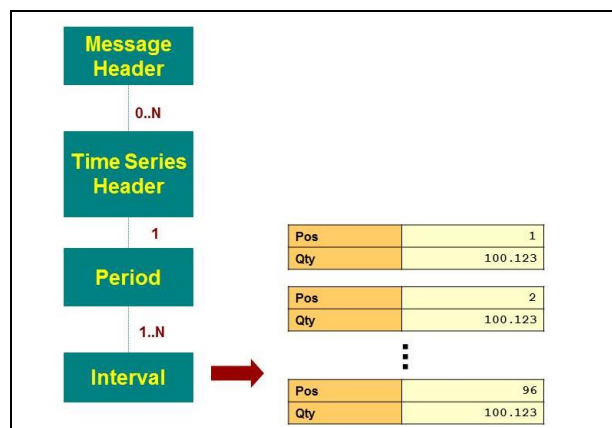 Message
Header
0..N
Time Series
Header
1
Period
1..N
Interval
Pos 1
Qty 100.123
Pos 2
Qty 100.123
Pos 96
Qty 100.123